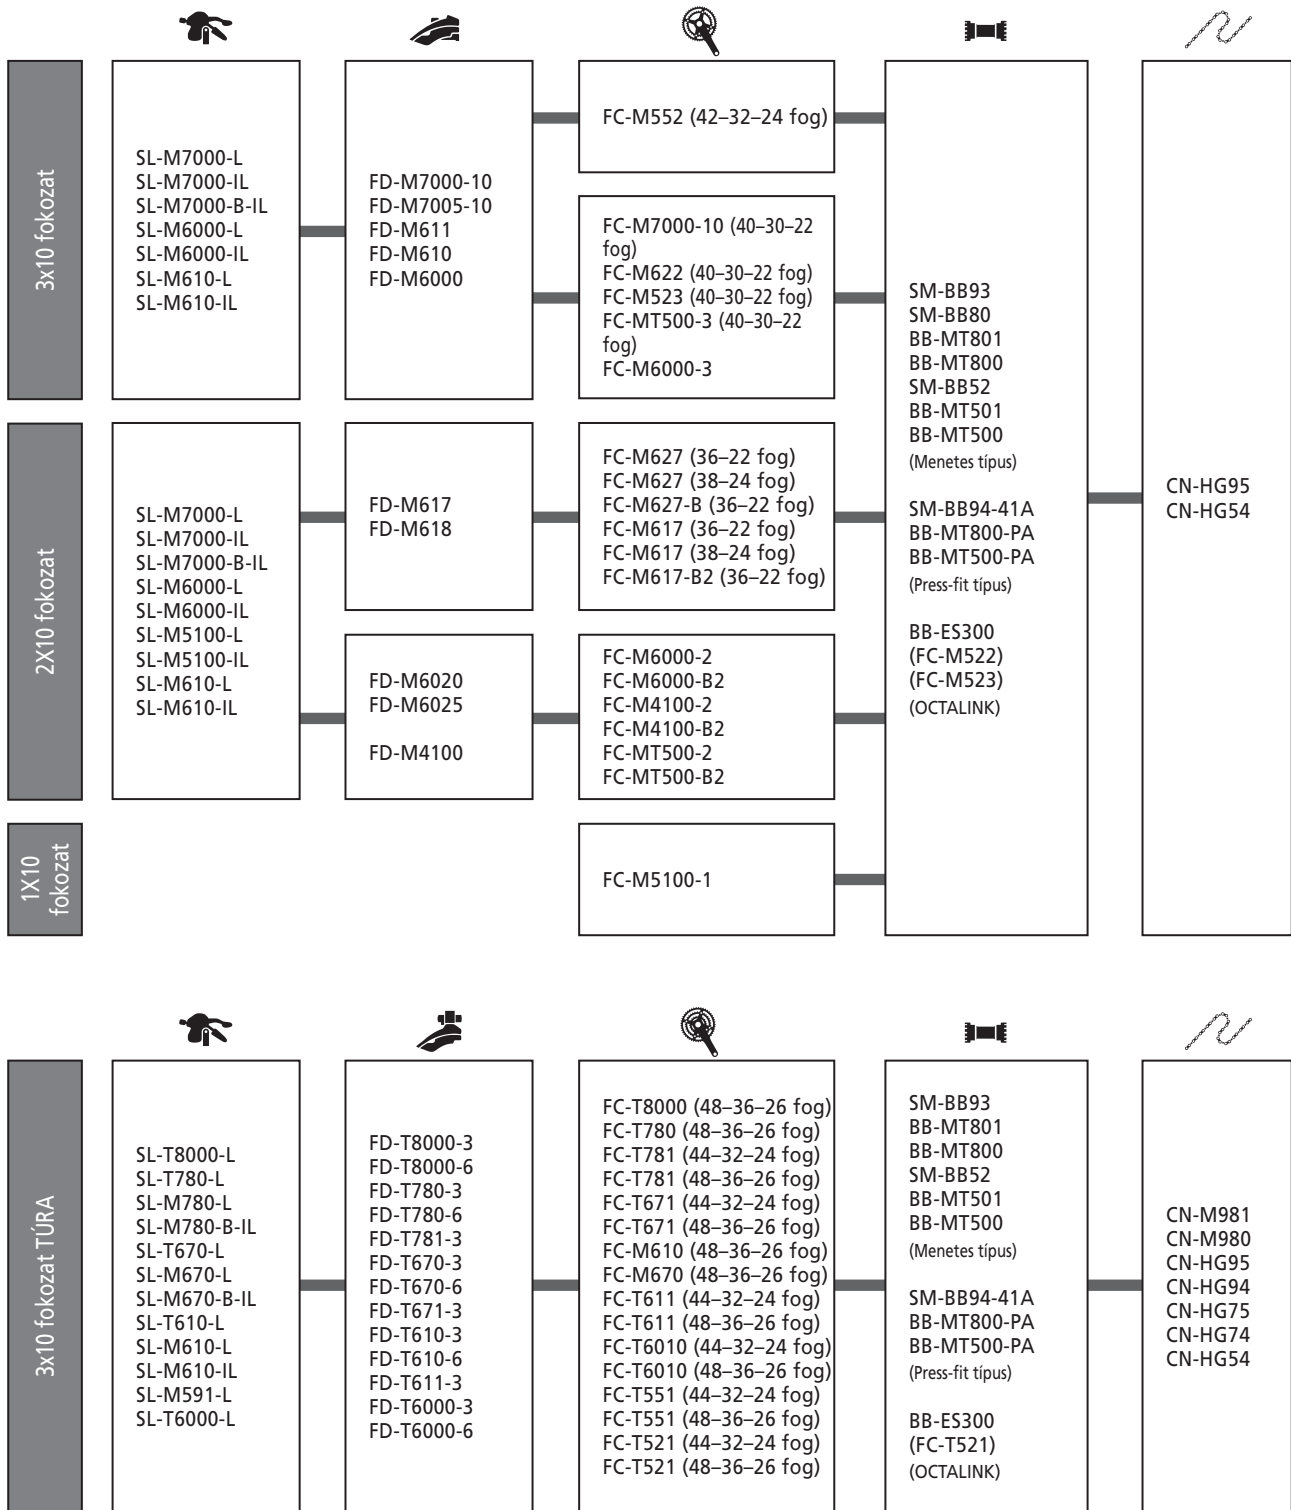 3x10 fokozat
SL-M7000-L
SL-M7000-IL
SL-M7000-B-IL
SL-M6000-L
SL-M6000-IL
SL-M610-L
SL-M610-IL
FD-M7000-10
FD-M7005-10
FD-M611
FD-M610
FD-M6000
FC-M552 (42–32–24 fog)
FC-M7000-10 (40–30–22
fog)
FC-M622 (40–30–22 fog)
FC-M523 (40–30–22 fog)
FC-MT500-3 (40–30–22
fog)
FC-M6000-3
2X10 fokozat
SL-M7000-L
SL-M7000-IL
SL-M7000-B-IL
SL-M6000-L
SL-M6000-IL
SL-M5100-L
SL-M5100-IL
SL-M610-L
SL-M610-IL
FD-M617
FD-M618
FC-M627 (36–22 fog)
FC-M627 (38–24 fog)
FC-M627-B (36–22 fog)
FC-M617 (36–22 fog)
FC-M617 (38–24 fog)
FC-M617-B2 (36–22 fog)
FD-M6020
FD-M6025
FD-M4100
FC-M6000-2
FC-M6000-B2
FC-M4100-2
FC-M4100-B2
FC-MT500-2
FC-MT500-B2
1X10
fokozat
FC-M5100-1
SM-BB93
SM-BB80
BB-MT801
BB-MT800
SM-BB52
BB-MT501
BB-MT500
(Menetes típus)
SM-BB94-41A
BB-MT800-PA
BB-MT500-PA
(Press-fit típus)
BB-ES300
(FC-M522)
(FC-M523)
(OCTALINK)
CN-HG95
CN-HG54
3x10 fokozat TÚRA
SL-T8000-L
SL-T780-L
SL-M780-L
SL-M780-B-IL
SL-T670-L
SL-M670-L
SL-M670-B-IL
SL-T610-L
SL-M610-L
SL-M610-IL
SL-M591-L
SL-T6000-L
FD-T8000-3
FD-T8000-6
FD-T780-3
FD-T780-6
FD-T781-3
FD-T670-3
FD-T670-6
FD-T671-3
FD-T610-3
FD-T610-6
FD-T611-3
FD-T6000-3
FD-T6000-6
FC-T8000 (48–36–26 fog)
FC-T780 (48–36–26 fog)
FC-T781 (44–32–24 fog)
FC-T781 (48–36–26 fog)
FC-T671 (44–32–24 fog)
FC-T671 (48–36–26 fog)
FC-M610 (48–36–26 fog)
FC-M670 (48–36–26 fog)
FC-T611 (44–32–24 fog)
FC-T611 (48–36–26 fog)
FC-T6010 (44–32–24 fog)
FC-T6010 (48–36–26 fog)
FC-T551 (44–32–24 fog)
FC-T551 (48–36–26 fog)
FC-T521 (44–32–24 fog)
FC-T521 (48–36–26 fog)
SM-BB93
BB-MT801
BB-MT800
SM-BB52
BB-MT501
BB-MT500
(Menetes típus)
SM-BB94-41A
BB-MT800-PA
BB-MT500-PA
(Press-fit típus)
BB-ES300
(FC-T521)
(OCTALINK)
CN-M981
CN-M980
CN-HG95
CN-HG94
CN-HG75
CN-HG74
CN-HG54